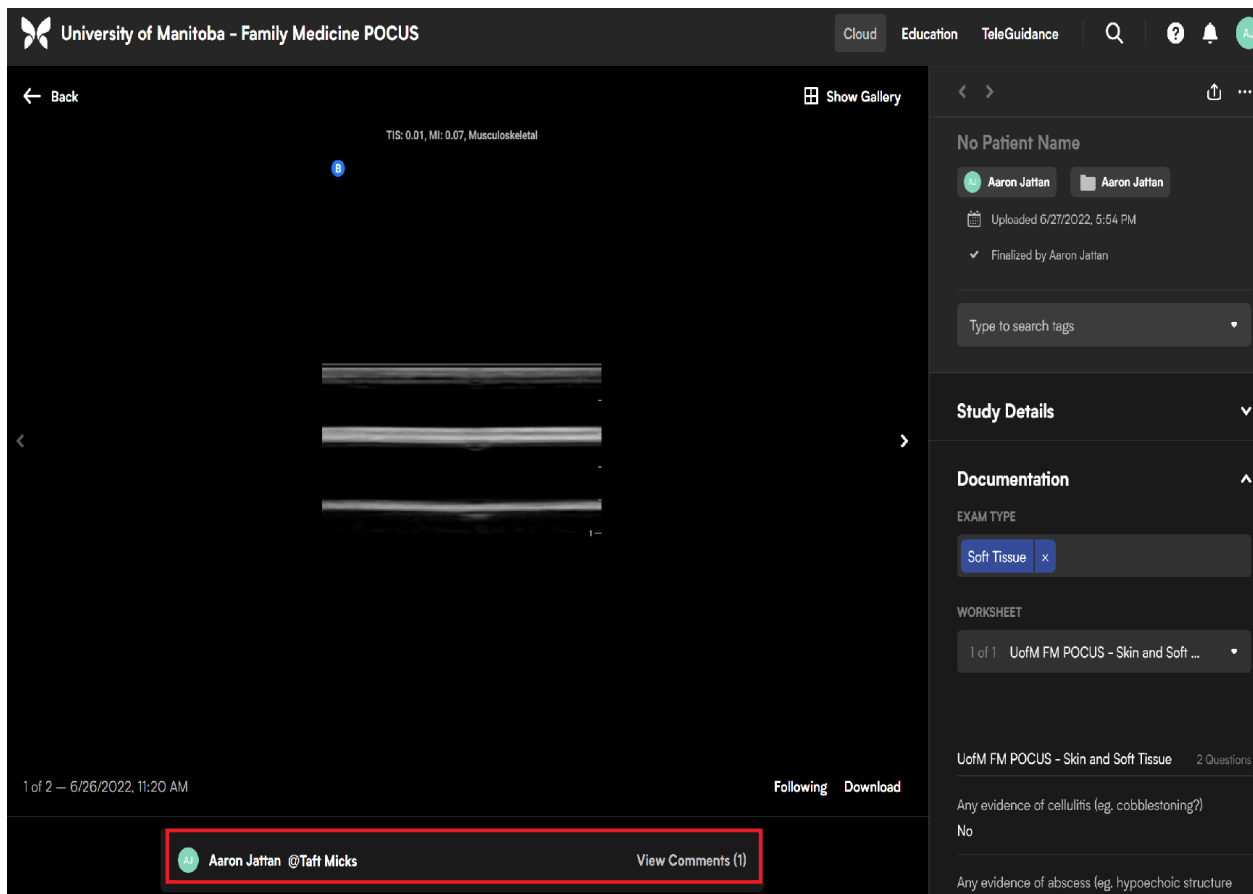 University of Manitoba - Family Medicine POCUS
Cloud
Education
TeleGuidance
AJ
Back
Show Gallery
TIS: 0.01, MI: 0.07, Musculoskeletal
B
1
1 of 2 — 6/26/2022, 11:20 AM
Following
Download
AJ Aaron Jattan @Taft Micks
View Comments (1)
No Patient Name
AJ Aaron Jattan
Aaron Jattan
Uploaded 6/27/2022, 5:54 PM
Finalized by Aaron Jattan
Type to search tags
Study Details
Documentation
EXAM TYPE
Soft Tissue x
WORKSHEET
1 of 1 UofM FM POCUS - Skin and Soft ...
UofM FM POCUS - Skin and Soft Tissue
2 Questions
Any evidence of cellulitis (eg. cobblestoning?)
No
Any evidence of abscess (eg. hypoechoic structure